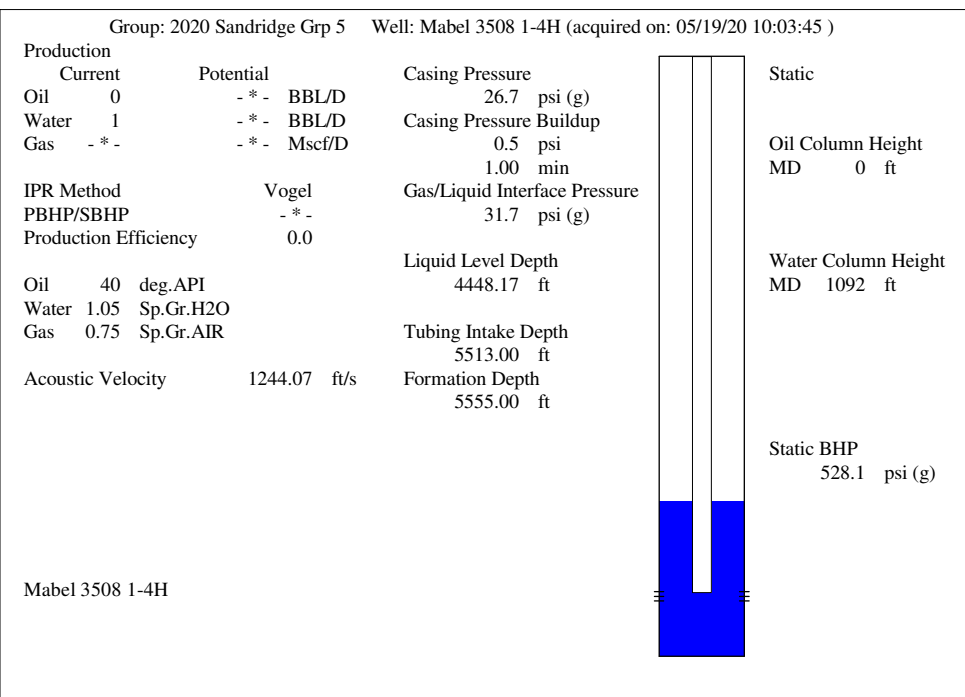 Group: 2020 Sandridge Grp 5 Well: Mabel 3508 1-4H (acquired on: 05/19/20 10:03:45 )
Production
Current Potential
Oil 0 - * - BBL/D
Water 1 - * - BBL/D
Gas - * - - * - Mscf/D
IPR Method Vogel
PBHP/SBHP - * -
Production Efficiency 0.0
Oil 40 deg.API
Water 1.05 Sp.Gr.H2O
Gas 0.75 Sp.Gr.AIR
Acoustic Velocity 1244.07 ft/s
Casing Pressure
26.7 psi (g)
Casing Pressure Buildup
0.5 psi
1.00 min
Gas/Liquid Interface Pressure
31.7 psi (g)
Liquid Level Depth
4448.17 ft
Tubing Intake Depth
5513.00 ft
Formation Depth
5555.00 ft
Static
Oil Column Height
MD 0 ft
Water Column Height
MD 1092 ft
Static BHP
528.1 psi (g)
Mabel 3508 1-4H